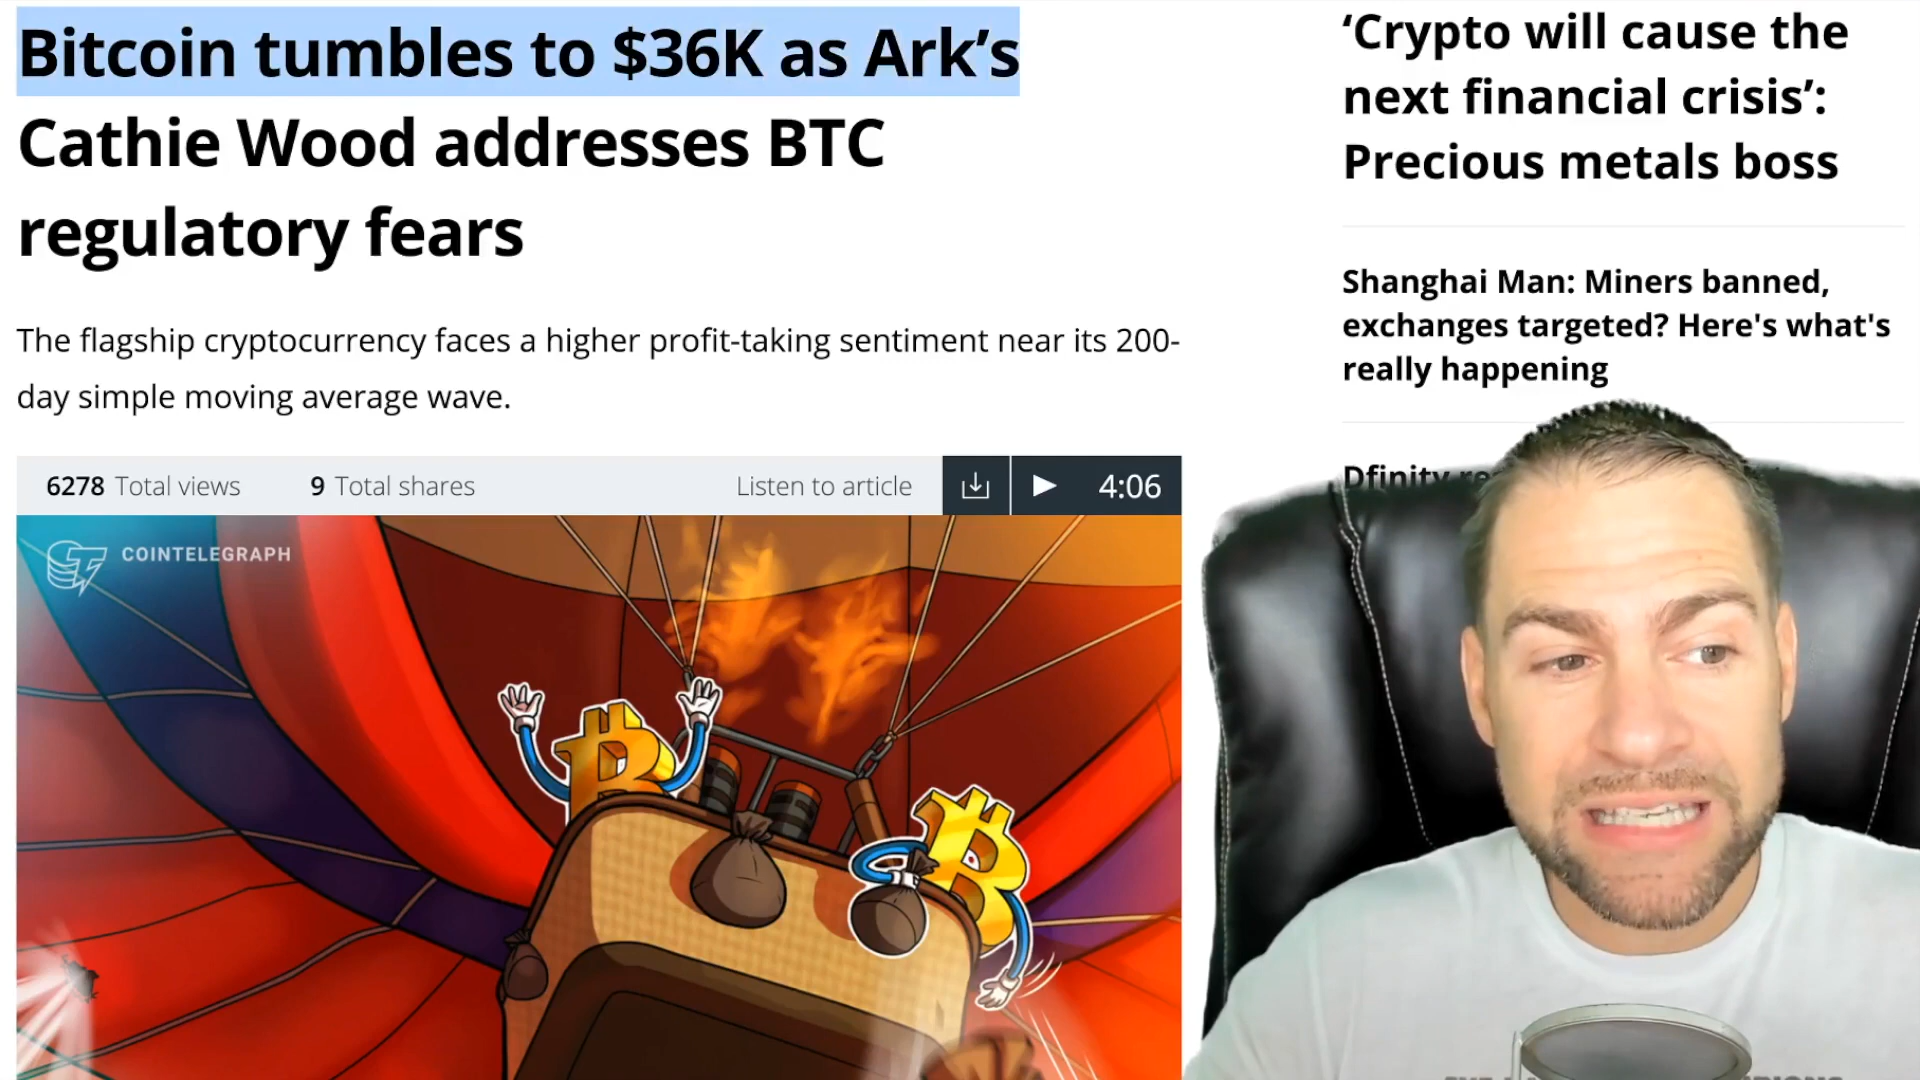 Bitcoin tumbles to $36K as Ark’s
Cathie Wood addresses BTC
regulatory fears
The flagship cryptocurrency faces a higher profit-taking sentiment near its 200-
day simple moving average wave.
6278 Total views 9 Total shares Listen to article 4:06
COINTELEGRAPH
‘Crypto will cause the
next financial crisis’:
Precious metals boss
Shanghai Man: Miners banned,
exchanges targeted? Here's what's
really happening
Dfinity